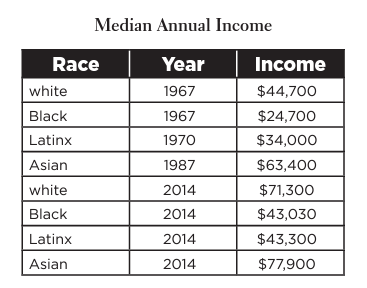 Median Annual Income
Race Year Income
white 1967 $44,700
Black 1967 $24,700
Latinx 1970 $34,000
Asian 1987 $63,400
white 2014 $71,300
Black 2014 $43,030
Latinx 2014 $43,300
Asian 2014 $77,900